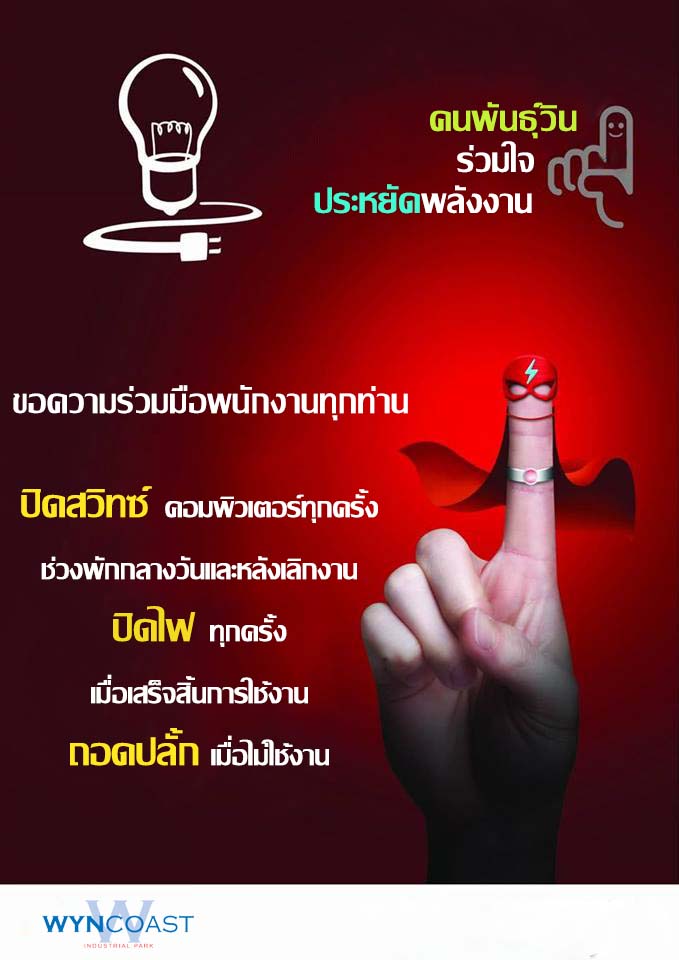 คนพันธุ์วิน
ร่วมใจ
ประหยัดพลังงาน
ขอความร่วมมือพนักงานทุกท่าน
ปิดสวิทซ์ คอมพิวเตอร์ทุกครั้ง
ช่วงพักกลางวันและหลังเลิกงาน
ปิดไฟ ทุกครั้ง
เมื่อเสร็จสิ้นการใช้งาน
ถอดปลั้ก เมื่อไม่ใช้งาน
W
WYNCOAST
INDUSTRIAL PARK